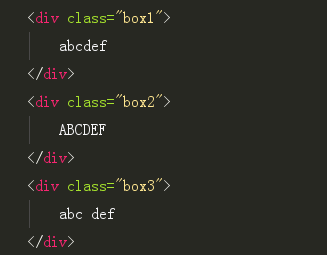 <div class="box1">
abcdef
</div>
<div class="box2">
ABCDEF
</div>
<div class="box3">
abc def
</div>